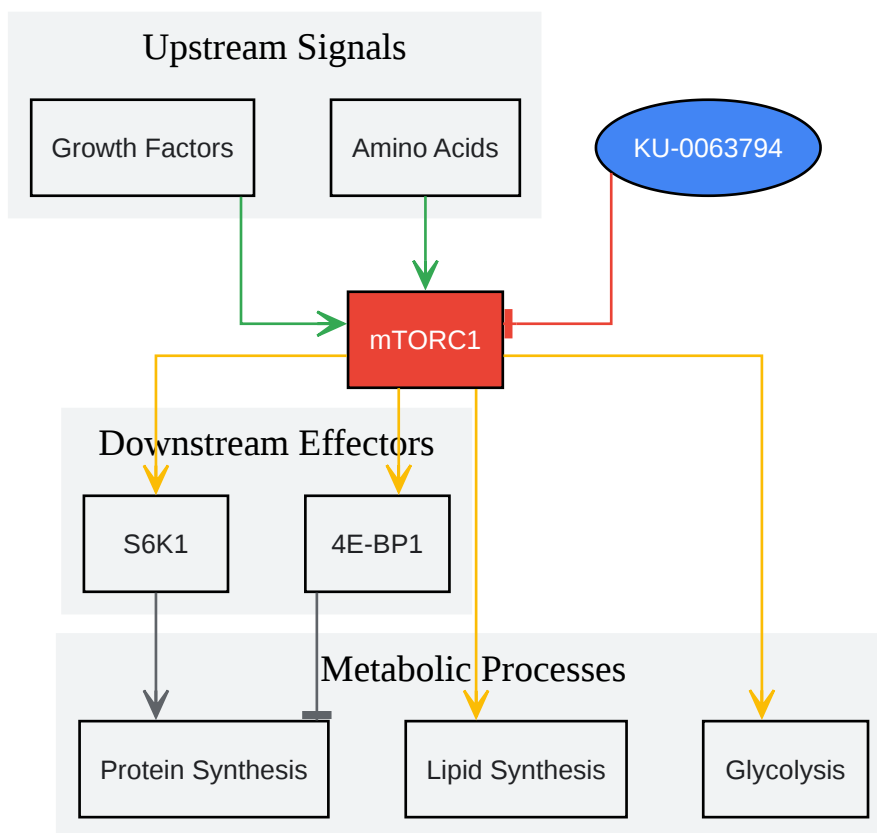 Upstream Signals
Growth Factors
Amino Acids
KU-0063794
mTORC1
Downstream Effectors
S6K1
4E-BP1
Metabolic Processes
Protein Synthesis
Lipid Synthesis
Glycolysis